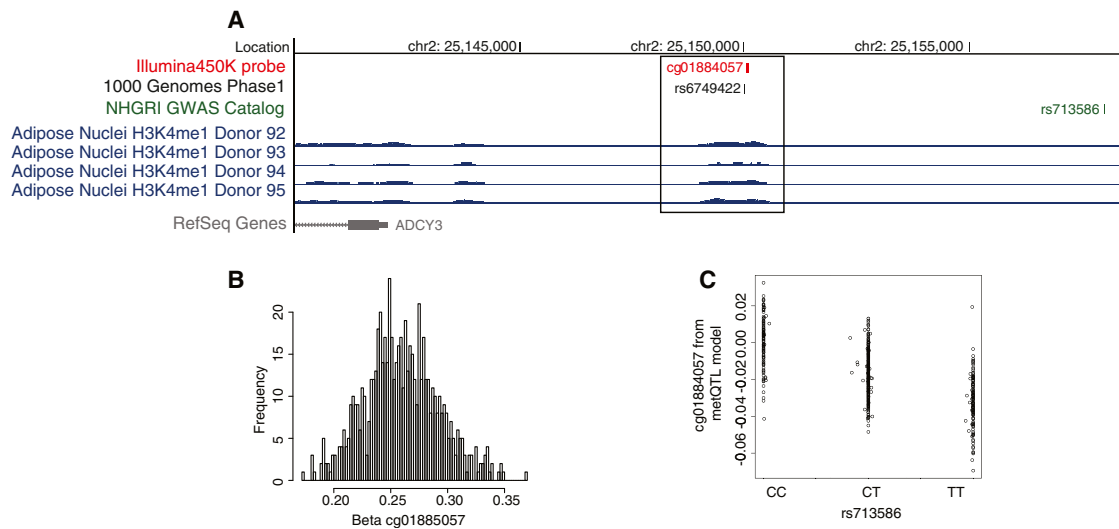 A
Location
chr2: 25,145,000
chr2: 25,150,000
chr2: 25,155,000
Illumina450K probe
cg01884057
1000 Genomes Phase1
rs6749422
NHGRI GWAS Catalog
rs713586
Adipose Nuclei H3K4me1 Donor 92
Adipose Nuclei H3K4me1 Donor 93
Adipose Nuclei H3K4me1 Donor 94
Adipose Nuclei H3K4me1 Donor 95
RefSeq Genes
ADCY3
B
Frequency
20
15
10
5
0
0.20 0.25 0.30 0.35
Beta cg01885057
C
cg01884057 from
metQTL model
0.02
0.00
-0.02
-0.04
-0.06
CC CT TT
rs713586